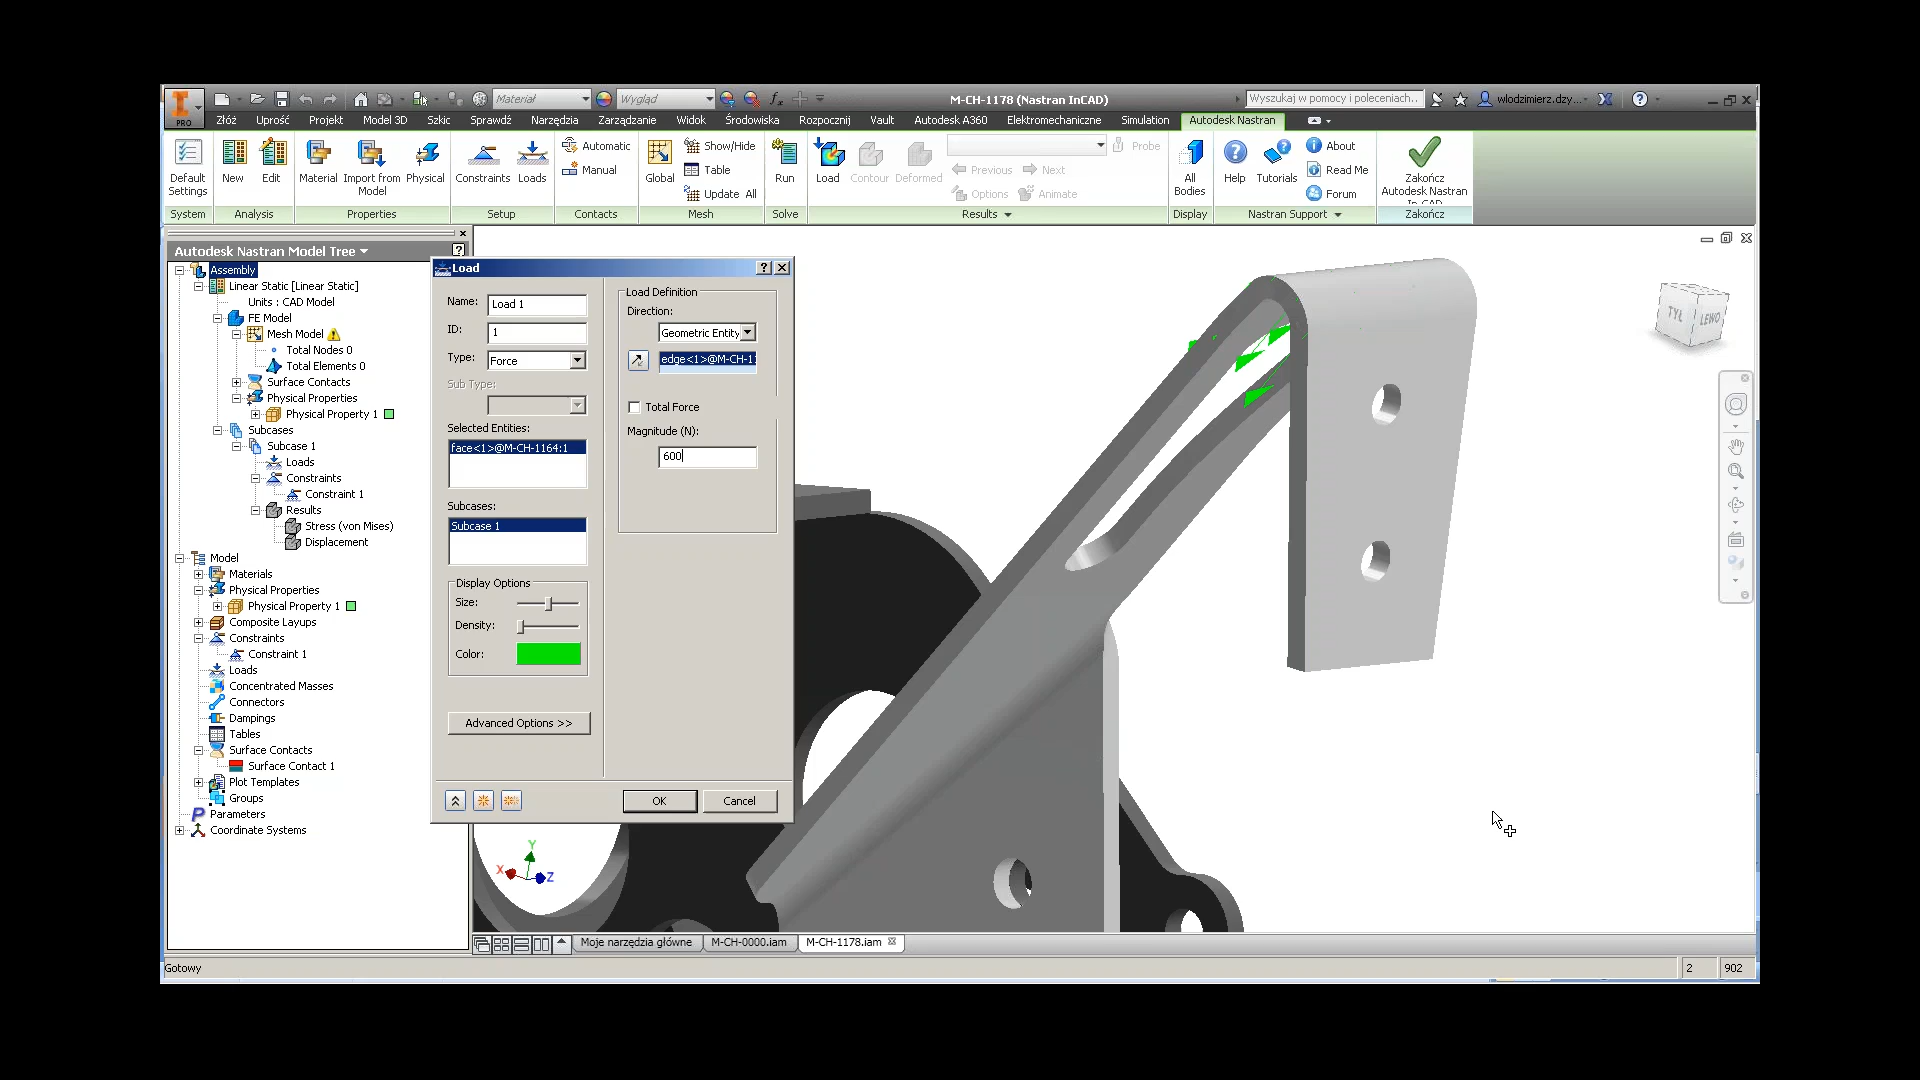 Materiał
Wygląd
M-CH-1178 (Nastran InCAD)
Wyszukaj w pomocy i poleceniach...
wlodzimierz.dzy...
PRO
Złóż
Uprość
Projekt
Model 3D
Szkic
Sprawdź
Narzędzia
Zarządzanie
Widok
Środowiska
Rozpocznij
Vault
Autodesk A360
Elektromechaniczne
Simulation
Autodesk Nastran
Default
Settings
New
Edit
Material
Import from
Model
Physical
Constraints
Loads
Automatic
Manual
Global
Show/Hide
Table
Update All
Run
Load
Contour
Deformed
Probe
Previous
Next
Options
Animate
All
Bodies
Help
Tutorials
About
Read Me
Forum
Zakończ
Autodesk Nastran
In-CAD
System
Analysis
Properties
Setup
Contacts
Mesh
Solve
Results
Display
Nastran Support
Zakończ
Autodesk Nastran Model Tree
Assembly
Linear Static [Linear Static]
Units : CAD Model
FE Model
Mesh Model
Total Nodes 0
Total Elements 0
Surface Contacts
Physical Properties
Physical Property 1
Subcases
Subcase 1
Loads
Constraints
Constraint 1
Results
Stress (von Mises)
Displacement
Model
Materials
Physical Properties
Physical Property 1
Composite Layups
Constraints
Constraint 1
Loads
Concentrated Masses
Connectors
Dampings
Tables
Surface Contacts
Surface Contact 1
Plot Templates
Groups
Parameters
Coordinate Systems
Load
Name:
Load 1
ID:
1
Type:
Force
Sub Type:
Selected Entities:
face<1>@M-CH-1164:1
Subcases:
Subcase 1
Display Options
Size:
Density:
Color:
Advanced Options >>
Load Definition
Direction:
Geometric Entity
edge<1>@M-CH-11
Total Force
Magnitude (N):
600
OK
Cancel
TYŁ
LEWO
Y
X
Z
Moje narzędzia główne
M-CH-0000.iam
M-CH-1178.iam
Gotowy
2
902